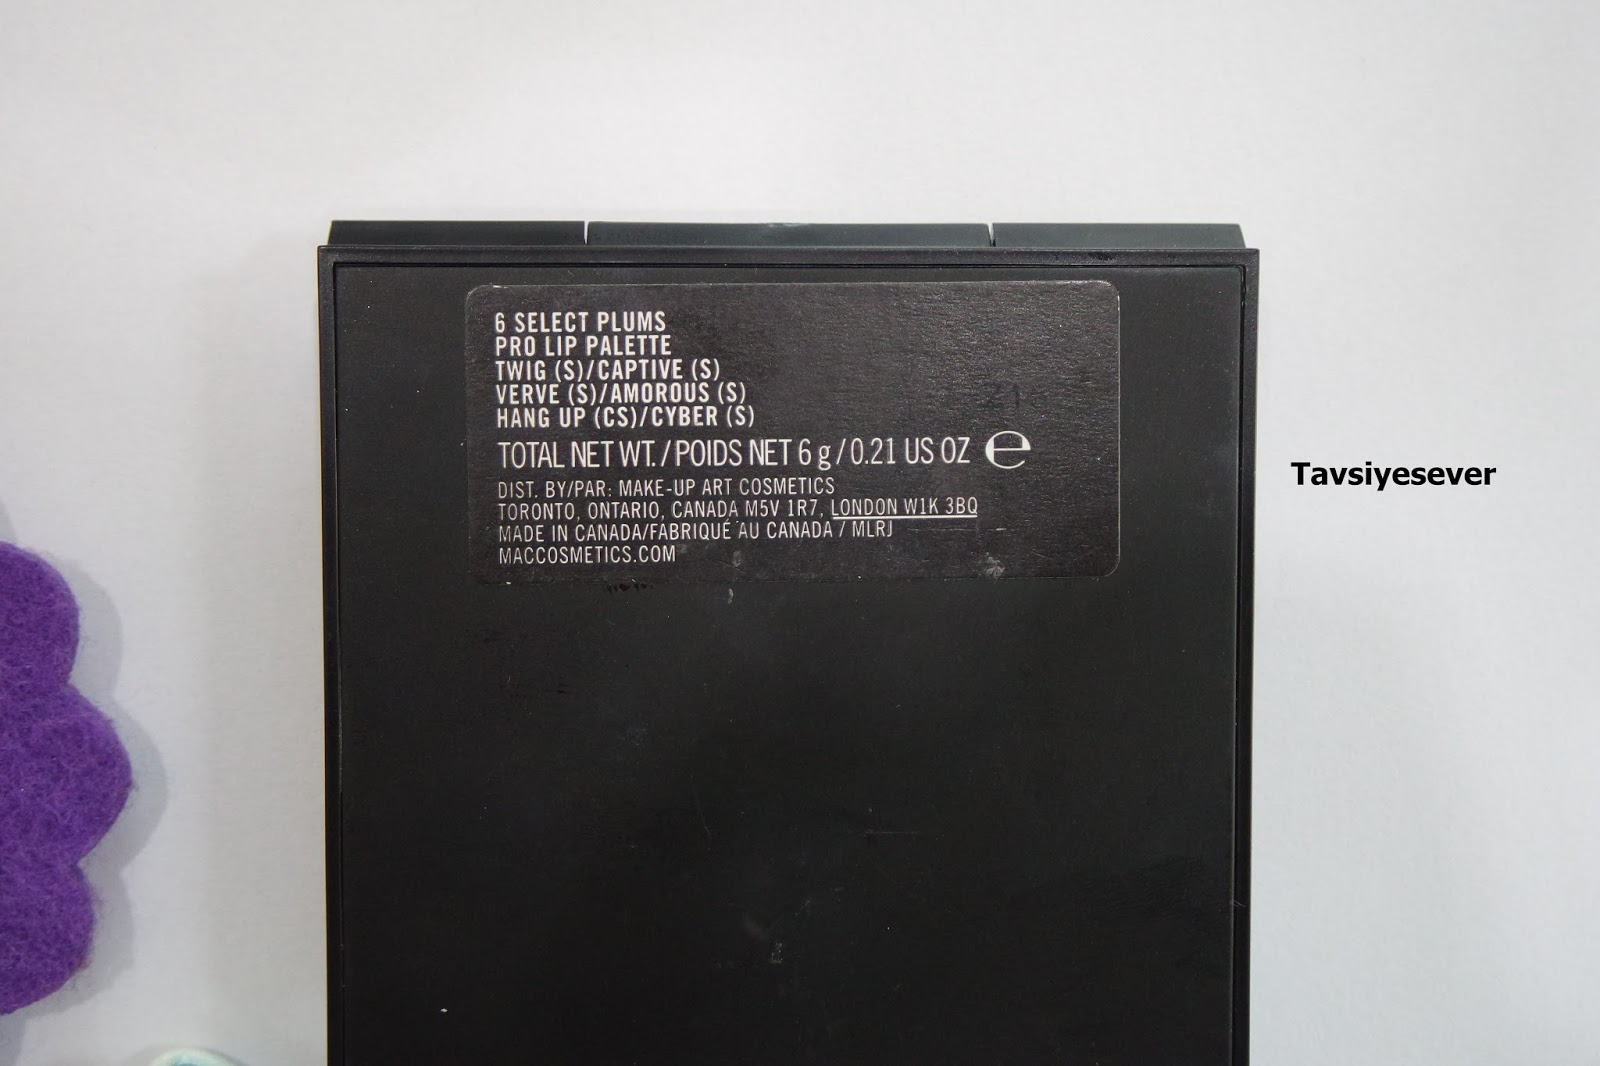 6 SELECT PLUMS
PRO LIP PALETTE
TWIG (S)/CAPTIVE (S)
VERVE (S)/AMOROUS (S)
HANG UP (CS)/CYBER (S)
TOTAL NET WT./POIDS NET 6 g/0.21 US OZ ℮
DIST. BY/PAR: MAKE-UP ART COSMETICS
TORONTO, ONTARIO, CANADA M5V 1R7, LONDON W1K 3BQ
MADE IN CANADA/FABRIQUÉ AU CANADA / MLRJ
MACCOSMETICS.COM
Tavsiyesever